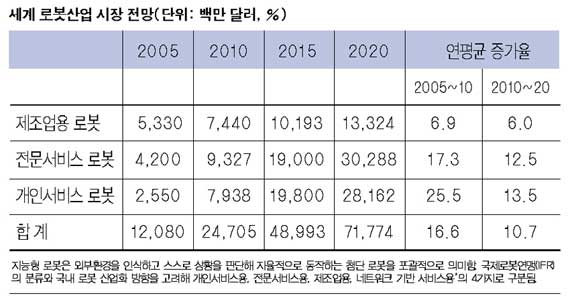 세계 로봇산업 시장 전망(단위: 백만 달러, %)
2005 2010 2015 2020 연평균 증가율
2005~10 2010~20
제조업용 로봇 5,330 7,440 10,193 13,324 6.9 6.0
전문서비스 로봇 4,200 9,327 19,000 30,288 17.3 12.5
개인서비스 로봇 2,550 7,938 19,800 28,162 25.5 13.5
합 계 12,080 24,705 48,993 71,774 16.6 10.7
지능형 로봇은 외부환경을 인식하고 스스로 상황을 판단해 자율적으로 동작하는 첨단 로봇을 포괄적으로 의미함. 국제로봇연맹(IFR)
의 분류와 국내 로봇 산업화 방향을 고려해 개인서비스용, 전문서비스용, 제조업용, 네트워크 기반 서비스용*의 4가지로 구분됨.